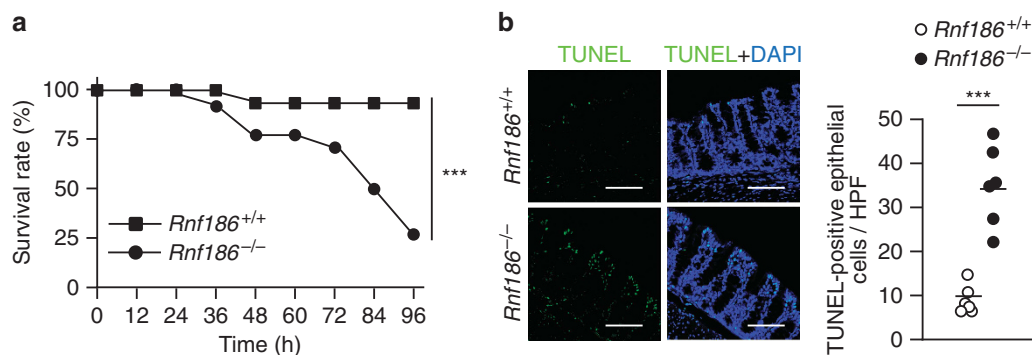 a
Survival rate (%)
100
75
50
25
0
0 12 24 36 48 60 72 84 96
Time (h)
Rnf186+/+
Rnf186−/−
***
b
TUNEL
TUNEL+DAPI
Rnf186+/+
Rnf186−/−
Rnf186+/+
Rnf186−/−
***
TUNEL-positive epithelial
cells / HPF
50
40
30
20
10
0